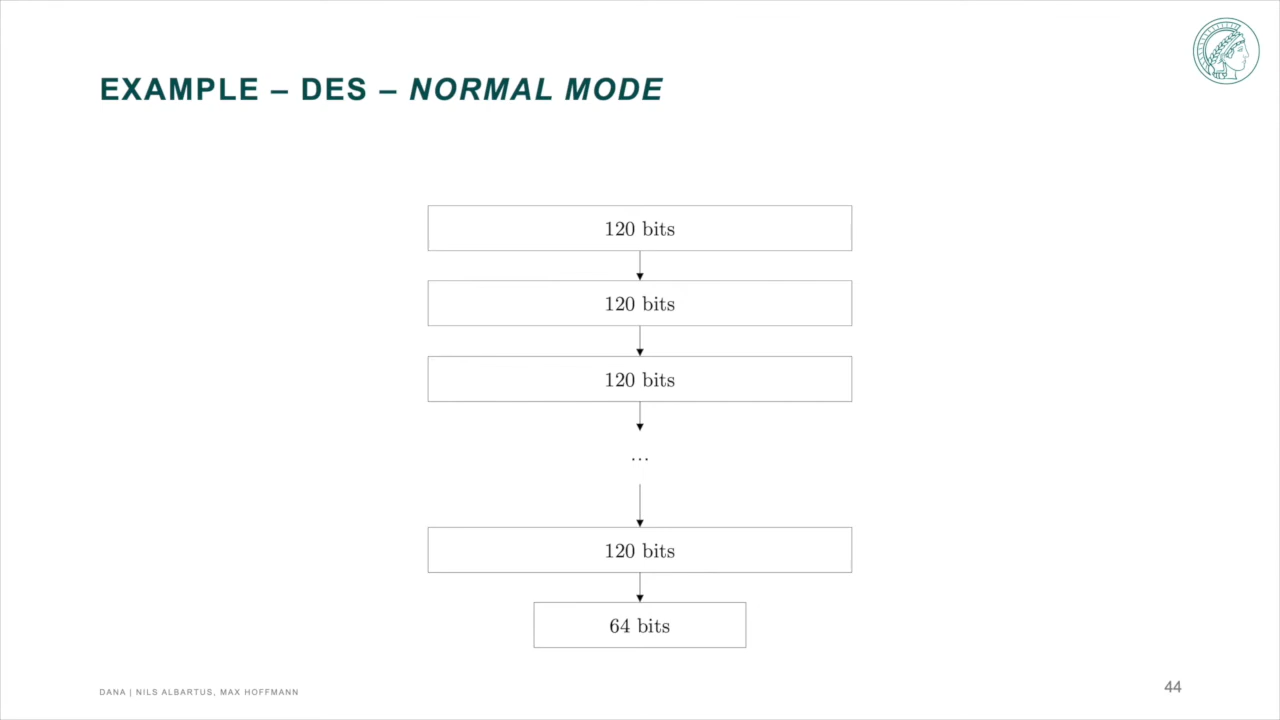 EXAMPLE – DES – NORMAL MODE
120 bits
120 bits
120 bits
...
120 bits
64 bits
DANA | NILS ALBARTUS, MAX HOFFMANN
44